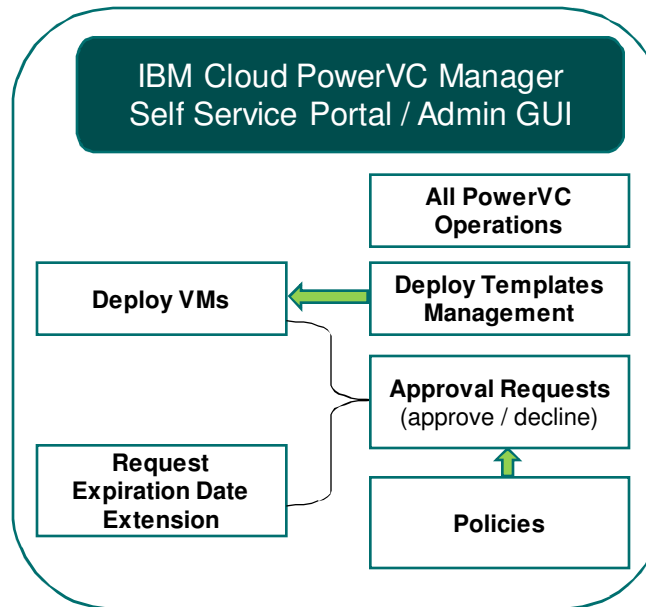 IBM Cloud PowerVC Manager
Self Service Portal / Admin GUI
All PowerVC
Operations
Deploy VMs
Deploy Templates
Management
Approval Requests
(approve / decline)
Request
Expiration Date
Extension
Policies